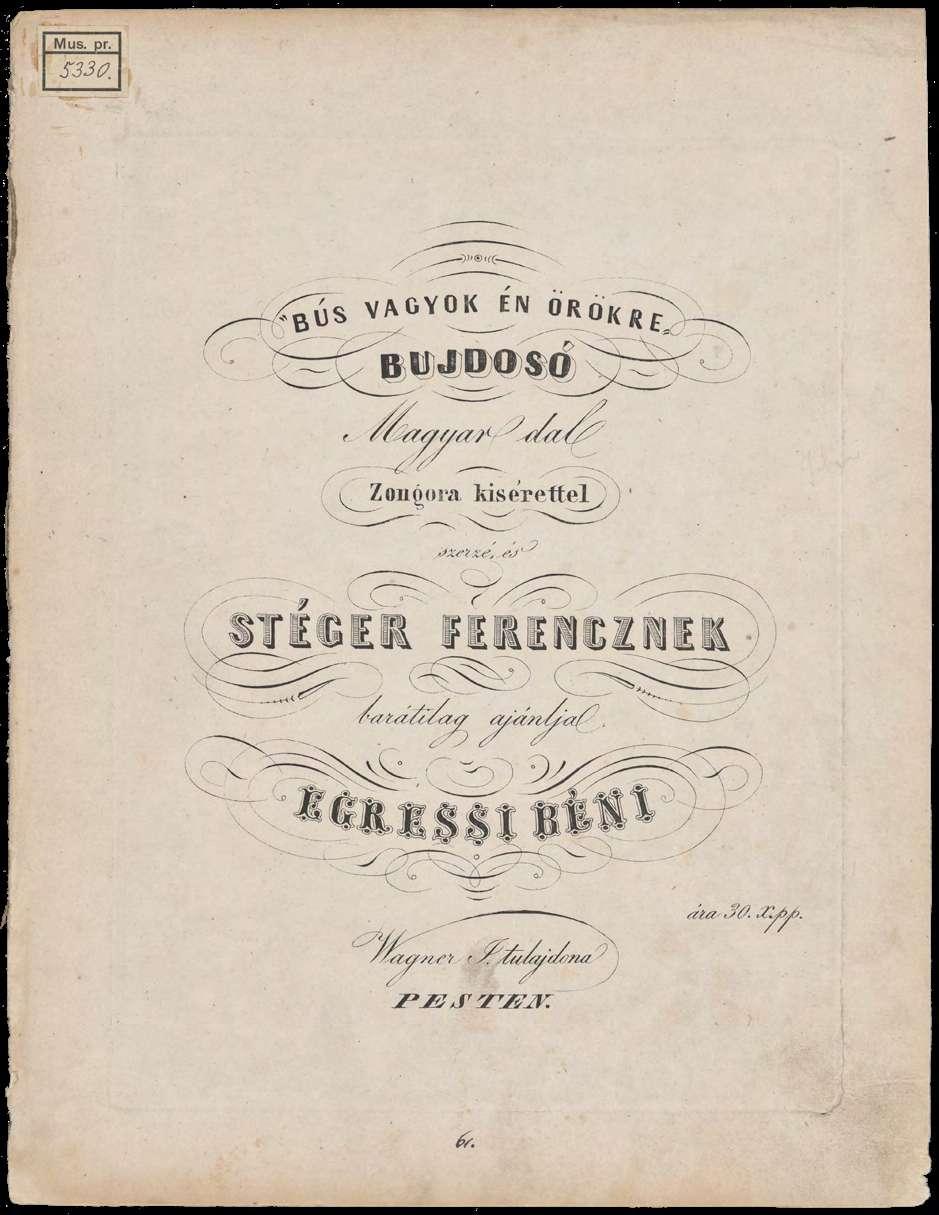 Mus. pr.
5330.
"BÚS VAGYOK ÉN ÖRÖKRE„
BUJDOSÓ
Magyar dal
Zongora kisérettel
szerzé, és
STÉGER FERENCZNEK
barátilag ajánlja
EGRESSI BÉNI
ára 30. x.pp.
Wagner J. tulajdona
PESTEN.